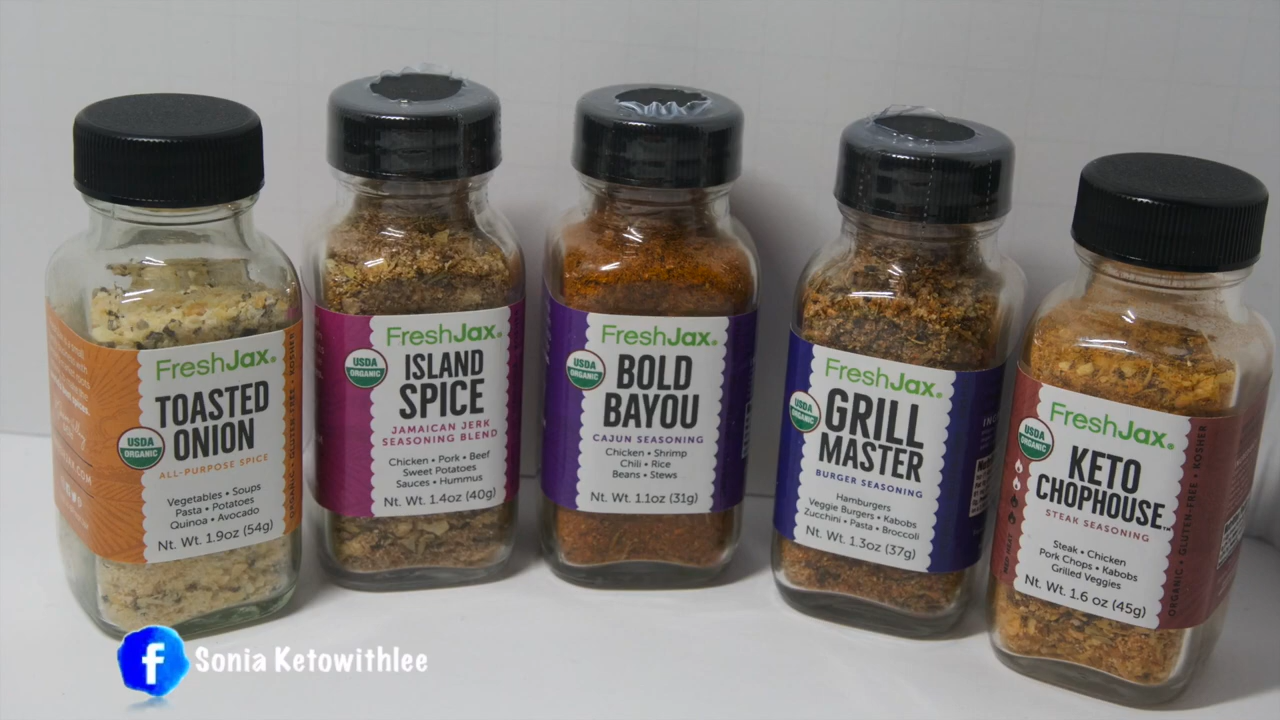 FreshJax®
TOASTED
ONION
USDA
ORGANIC
ALL-PURPOSE SPICE
Vegetables • Soups
Pasta • Potatoes
Quinoa • Avocado
Nt. Wt. 1.9oz (54g)
ORGANIC • GLUTEN-FREE • KOSHER
FreshJax®
USDA
ORGANIC
ISLAND
SPICE
JAMAICAN JERK
SEASONING BLEND
Chicken • Pork • Beef
Sweet Potatoes
Sauces • Hummus
Nt. Wt. 1.4oz (40g)
FreshJax®
USDA
ORGANIC
BOLD
BAYOU
CAJUN SEASONING
Chicken • Shrimp
Chili • Rice
Beans • Stews
Nt. Wt. 1.1oz (31g)
FreshJax®
USDA
ORGANIC
GRILL
MASTER
BURGER SEASONING
Hamburgers
Veggie Burgers • Kabobs
Zucchini • Pasta • Broccoli
Nt. Wt. 1.3oz (37g)
FreshJax®
USDA
ORGANIC
KETO
CHOPHOUSE™
STEAK SEASONING
Steak • Chicken
Pork Chops • Kabobs
Grilled Veggies
Nt. Wt. 1.6 oz (45g)
ORGANIC • GLUTEN-FREE • KOSHER
f Sonia Ketowithlee